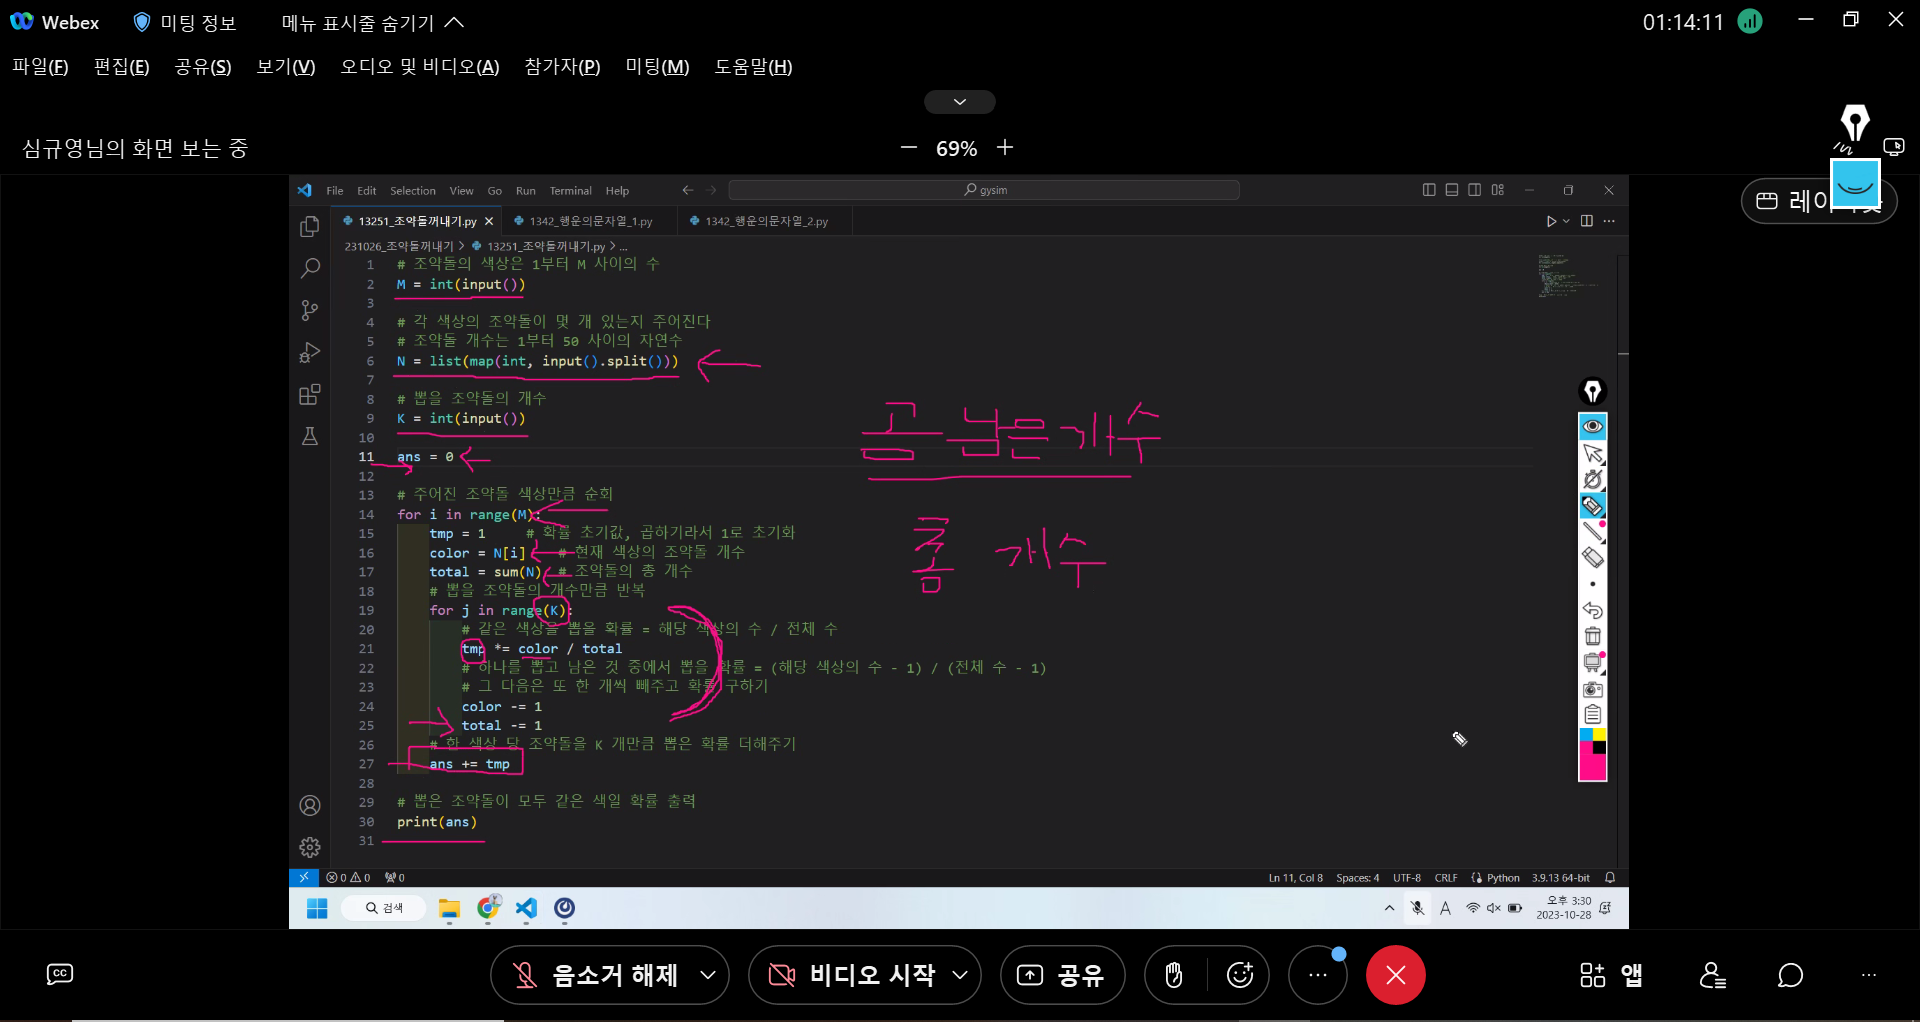 Webex 미팅 정보 메뉴 표시줄 숨기기 01:14:11
파일(F) 편집(E) 공유(S) 보기(V) 오디오 및 비디오(A) 참가자(P) 미팅(M) 도움말(H)
심규영님의 화면 보는 중 69%
File Edit Selection View Go Run Terminal Help gysim
레이
13251_조약돌꺼내기.py 1342_행운의문자열_1.py 1342_행운의문자열_2.py
231026_조약돌꺼내기 > 13251_조약돌꺼내기.py > ...
1 # 조약돌의 색상은 1부터 M 사이의 수
2 M = int(input())
3
4 # 각 색상의 조약돌이 몇 개 있는지 주어진다
5 # 조약돌 개수는 1부터 50 사이의 자연수
6 N = list(map(int, input().split()))
7
8 # 뽑을 조약돌의 개수
9 K = int(input())
10
곰 남은 개수
11 ans = 0
12
13 # 주어진 조약돌 색상만큼 순회
14 for i in range(M):
15 tmp = 1 # 확률 초기값, 곱하기라서 1로 초기화
16 color = N[i] # 현재 색상의 조약돌 개수
개수
17 total = sum(N) # 조약돌의 총 개수
18 # 뽑을 조약돌의 개수만큼 반복
19 for j in range(K):
20 # 같은 색상을 뽑을 확률 = 해당 색상의 수 / 전체 수
21 tmp *= color / total
22 # 하나를 뽑고 남은 것 중에서 뽑을 확률 = (해당 색상의 수 - 1) / (전체 수 - 1)
23 # 그 다음은 또 한 개씩 빼주고 확률 구하기
24 color -= 1
25 total -= 1
26 # 한 색상 당 조약돌을 K 개만큼 뽑은 확률 더해주기
27 ans += tmp
28
29 # 뽑은 조약돌이 모두 같은 색일 확률 출력
30 print(ans)
31
0 0 0 Ln 11, Col 8 Spaces: 4 UTF-8 CRLF Python 3.9.13 64-bit
검색 A 오후 3:30
2023-10-28
CC 음소거 해제 비디오 시작 공유 앱